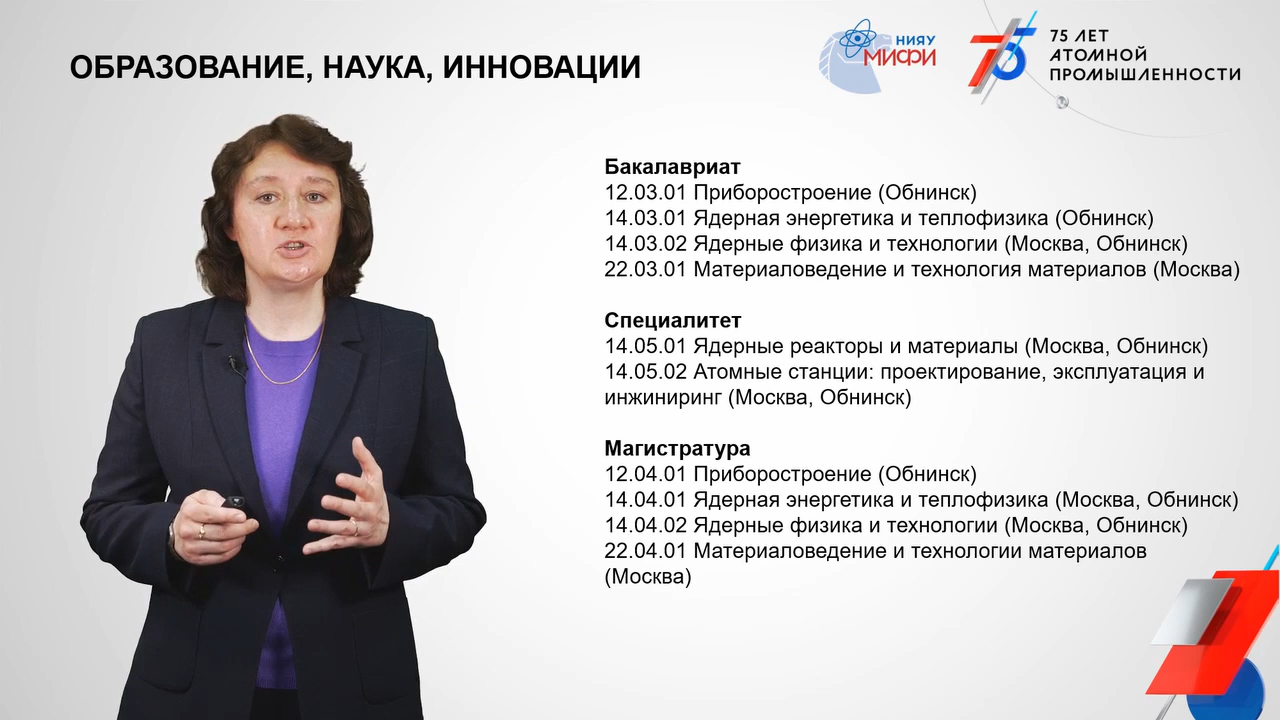 ОБРАЗОВАНИЕ, НАУКА, ИННОВАЦИИ
НИЯУ
МИФИ
75
75 ЛЕТ
АТОМНОЙ
ПРОМЫШЛЕННОСТИ
Бакалавриат
12.03.01 Приборостроение (Обнинск)
14.03.01 Ядерная энергетика и теплофизика (Обнинск)
14.03.02 Ядерные физика и технологии (Москва, Обнинск)
22.03.01 Материаловедение и технология материалов (Москва)
Специалитет
14.05.01 Ядерные реакторы и материалы (Москва, Обнинск)
14.05.02 Атомные станции: проектирование, эксплуатация и
инжиниринг (Москва, Обнинск)
Магистратура
12.04.01 Приборостроение (Обнинск)
14.04.01 Ядерная энергетика и теплофизика (Москва, Обнинск)
14.04.02 Ядерные физика и технологии (Москва, Обнинск)
22.04.01 Материаловедение и технологии материалов
(Москва)